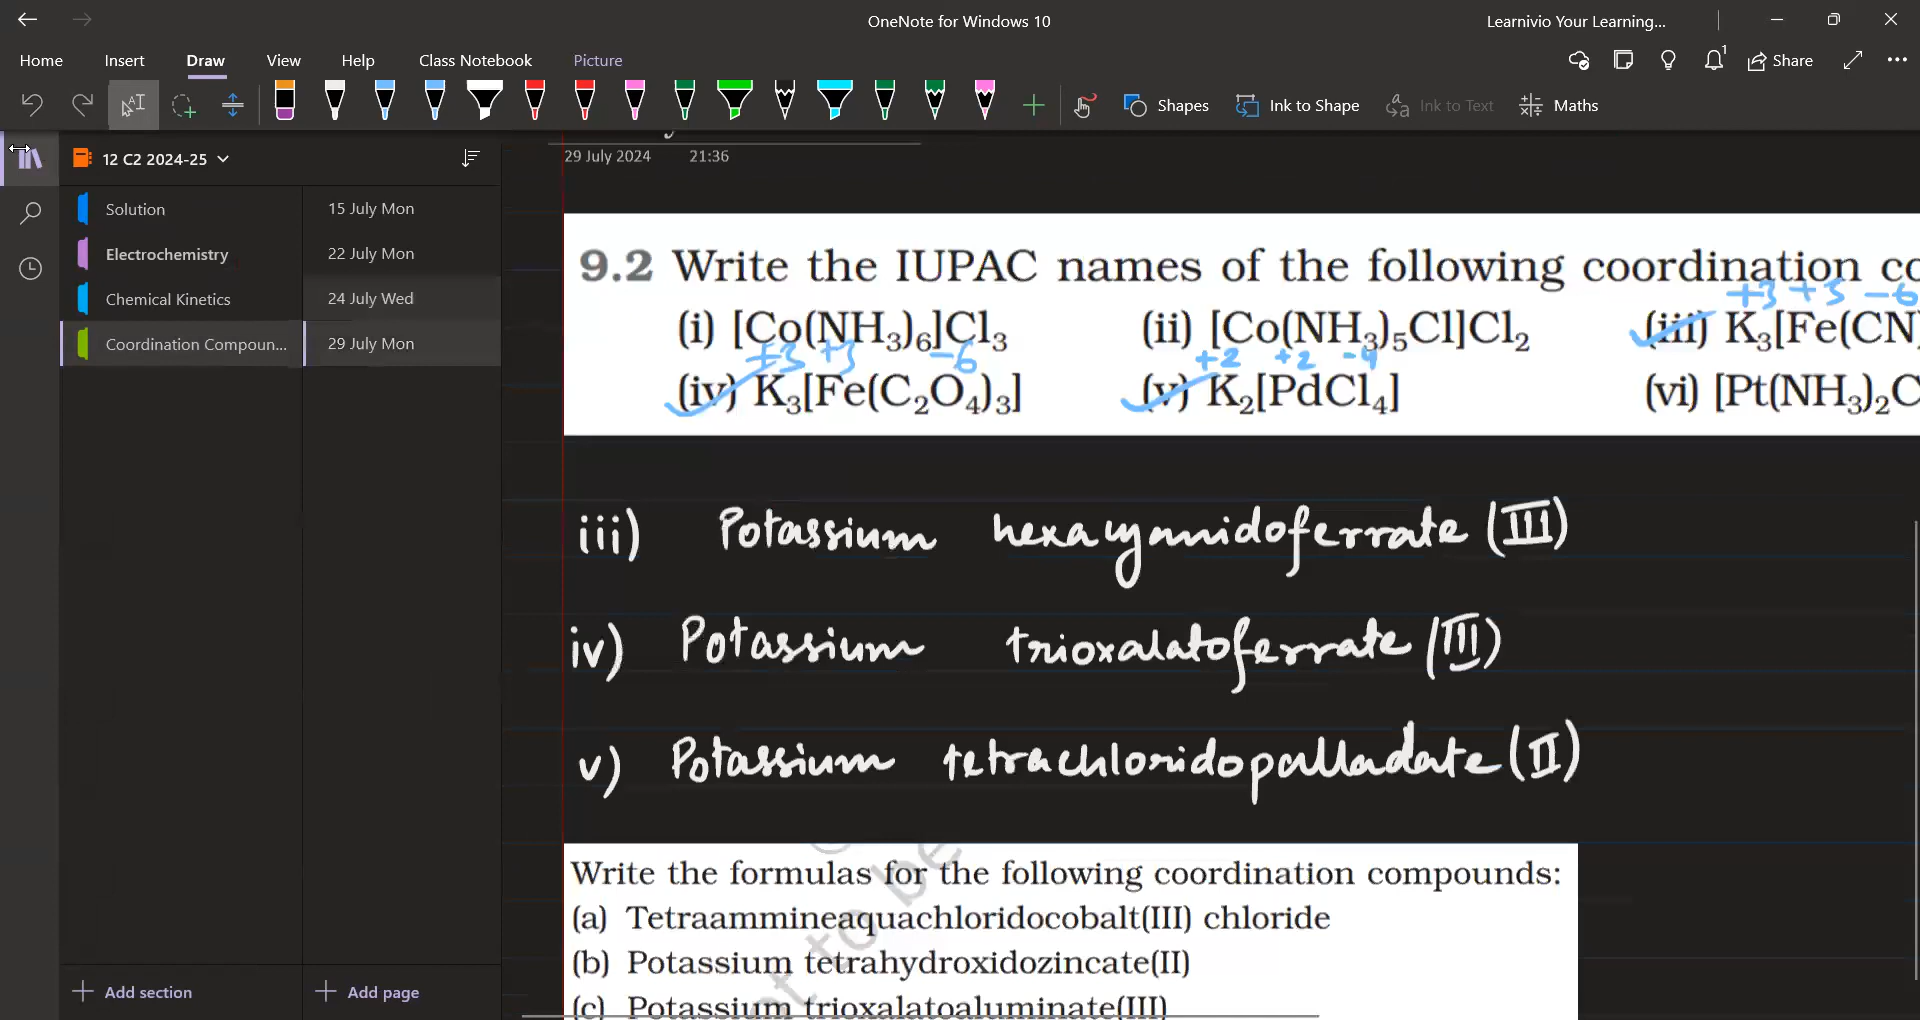 OneNote for Windows 10
Learnivio Your Learning...
Home Insert Draw View Help Class Notebook Picture
1
Share
Shapes Ink to Shape Ink to Text Maths
12 C2 2024-25
Solution
Electrochemistry
Chemical Kinetics
Coordination Compoun...
15 July Mon
22 July Mon
24 July Wed
29 July Mon
Add section
Add page
29 July 2024 21:36
9.2 Write the IUPAC names of the following coordination co
+3 +3 -6
(i) [Co(NH₃)₆]Cl₃ (ii) [Co(NH₃)₅Cl]Cl₂ (iii) K₃[Fe(CN)
+3 +3 -6 +2 +2 -4
(iv) K₃[Fe(C₂O₄)₃] (v) K₂[PdCl₄] (vi) [Pt(NH₃)₂C
iii) Potassium hexacyanidoferrate (III)
iv) Potassium trioxalatoferrate (III)
v) Potassium tetrachloridopalladate (II)
Write the formulas for the following coordination compounds:
(a) Tetraammineaquachloridocobalt(III) chloride
(b) Potassium tetrahydroxidozincate(II)
(c) Potassium trioxalatoaluminate(III)